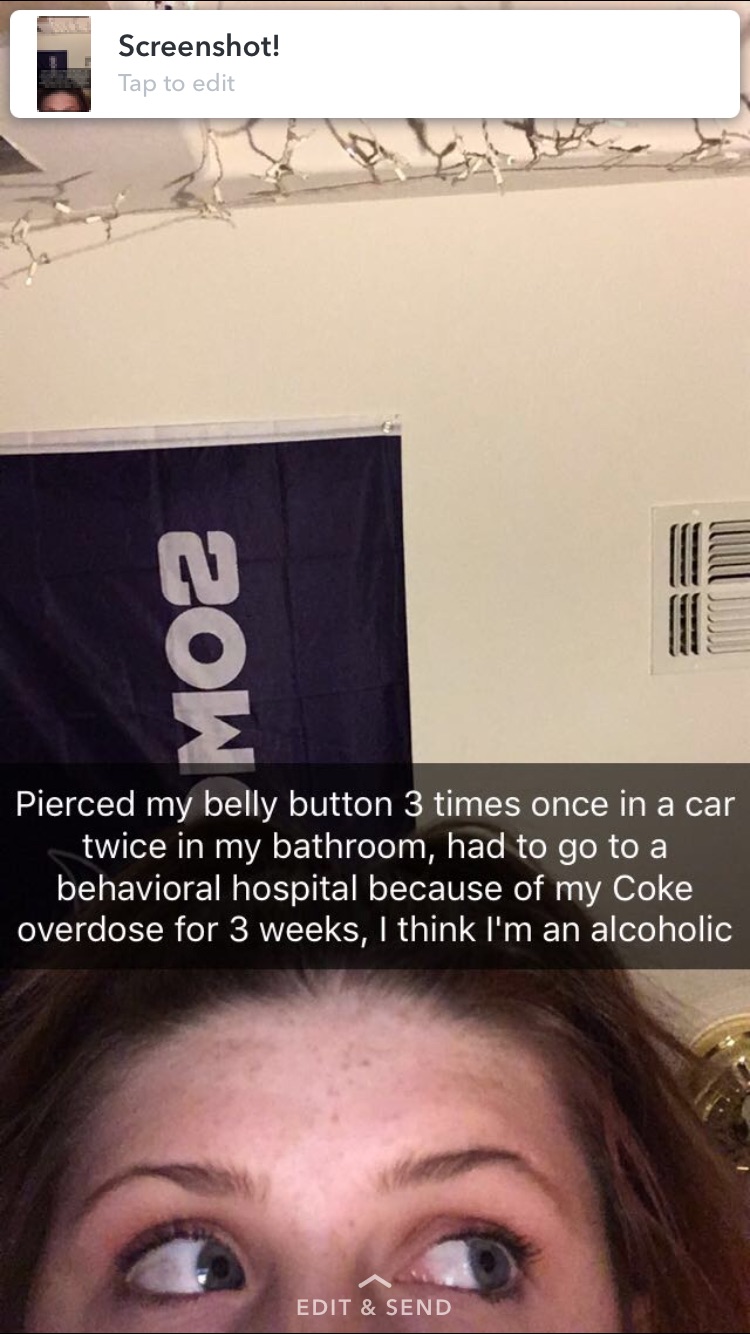 Screenshot!
Tap to edit
SOMO
Pierced my belly button 3 times once in a car
twice in my bathroom, had to go to a
behavioral hospital because of my Coke
overdose for 3 weeks, I think I'm an alcoholic
EDIT & SEND